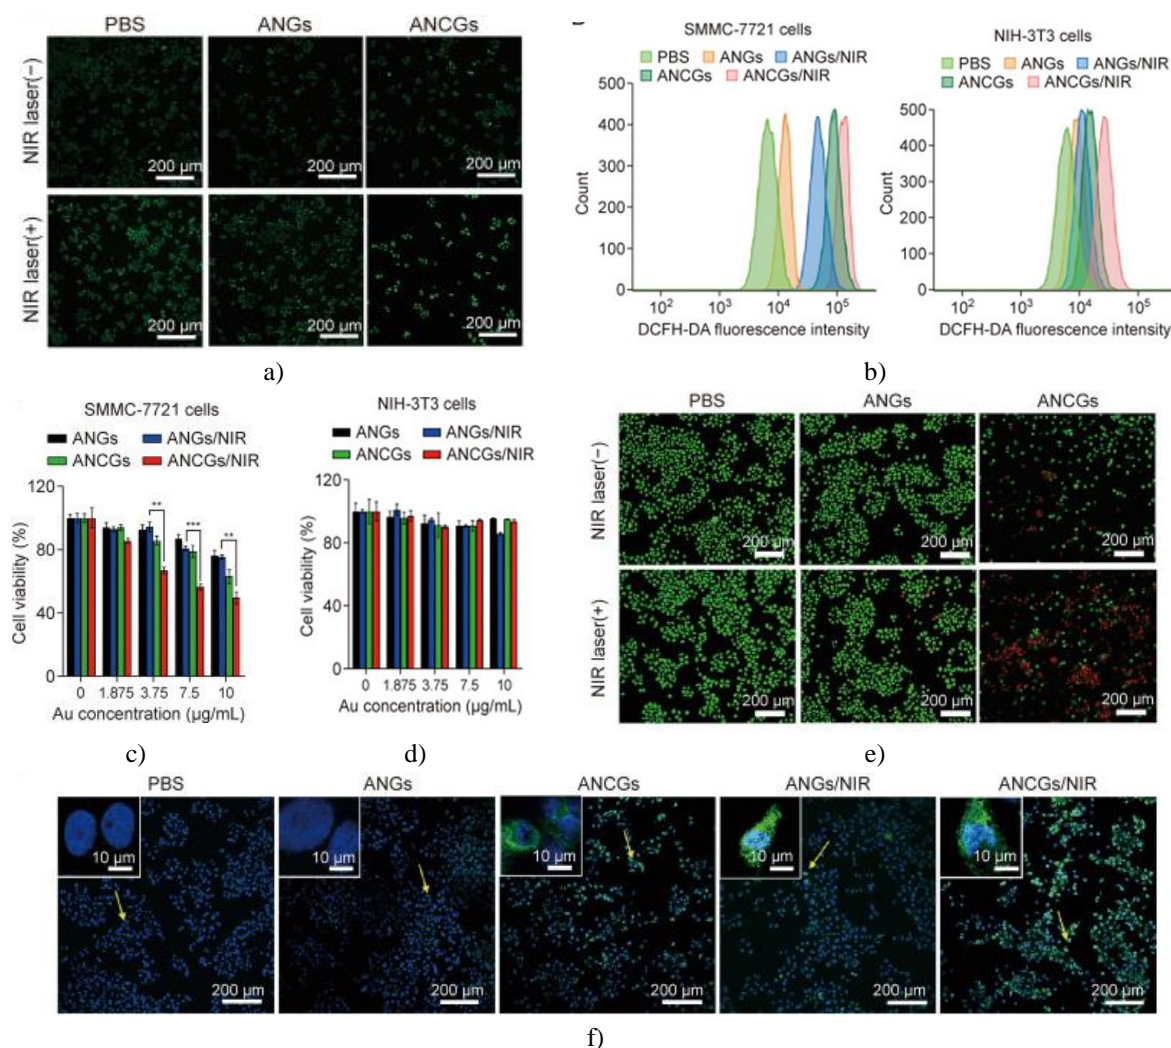 PBS ANGs ANCGs
NIR laser(−)
200 µm 200 µm 200 µm
NIR laser(+)
200 µm 200 µm 200 µm
a)
SMMC-7721 cells
PBS ANGs ANGs/NIR
ANCGs ANCGs/NIR
500
400
300
200
100
0
Count
10² 10³ 10⁴ 10⁵
DCFH-DA fluorescence intensity
NIH-3T3 cells
PBS ANGs ANGs/NIR
ANCGs ANCGs/NIR
500
400
300
200
100
0
Count
10² 10³ 10⁴ 10⁵
DCFH-DA fluorescence intensity
b)
SMMC-7721 cells
ANGs ANGs/NIR
ANCGs ANCGs/NIR
120
80
40
0
Cell viability (%)
** *** **
0 1.875 3.75 7.5 10
Au concentration (µg/mL)
c)
NIH-3T3 cells
ANGs ANGs/NIR
ANCGs ANCGs/NIR
120
80
40
0
Cell viability (%)
0 1.875 3.75 7.5 10
Au concentration (µg/mL)
d)
PBS ANGs ANCGs
NIR laser(−)
200 µm 200 µm 200 µm
NIR laser(+)
200 µm 200 µm 200 µm
e)
PBS ANGs ANCGs ANGs/NIR ANCGs/NIR
10 µm 10 µm 10 µm 10 µm 10 µm
200 µm 200 µm 200 µm 200 µm 200 µm
f)